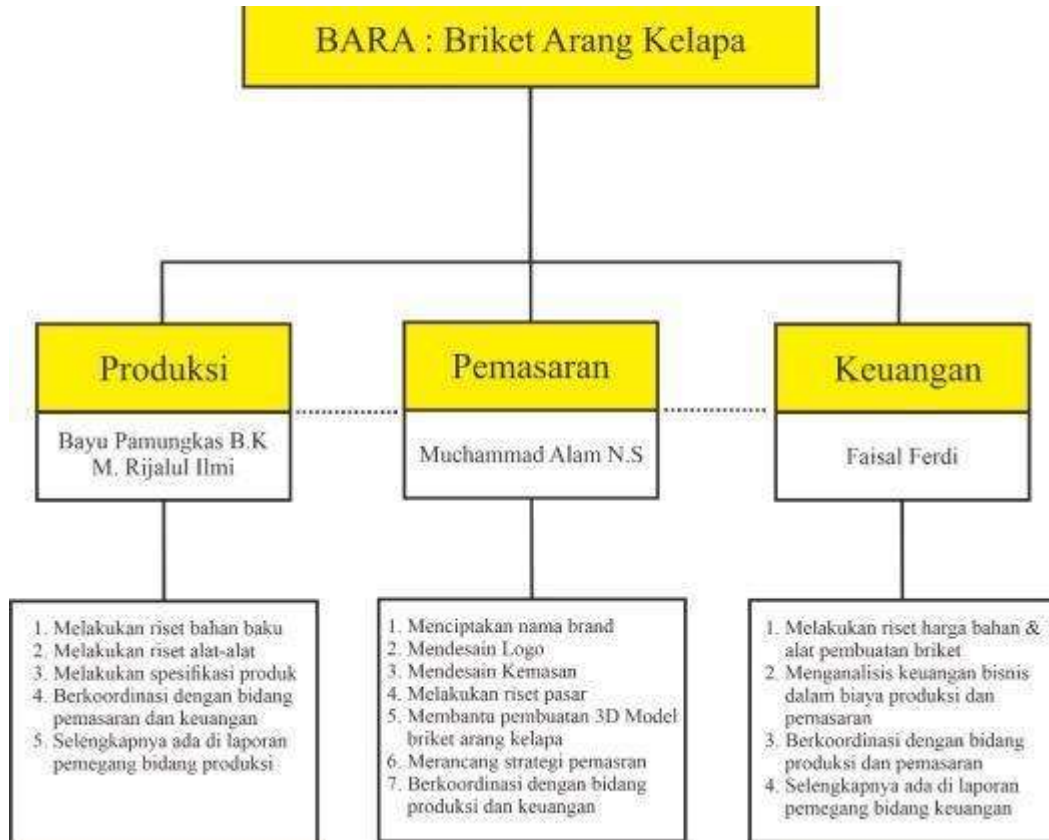 BARA : Briket Arang Kelapa
Produksi
Bayu Pamungkas B.K
M. Rijalul Ilmi
Pemasaran
Muchammad Alam N.S
Keuangan
Faisal Ferdi
1. Melakukan riset bahan baku
2. Melakukan riset alat-alat
3. Melakukan spesifikasi produk
4. Berkoordinasi dengan bidang
pemasaran dan keuangan
5. Selengkapnya ada di laporan
pemegang bidang produksi
1. Menciptakan nama brand
2. Mendesain Logo
3. Mendesain Kemasan
4. Melakukan riset pasar
5. Membantu pembuatan 3D Model
briket arang kelapa
6. Merancang strategi pemasran
7. Berkoordinasi dengan bidang
produksi dan keuangan
1. Melakukan riset harga bahan &
alat pembuatan briket
2. Menganalisis keuangan bisnis
dalam biaya produksi dan
pemasaran
3. Berkoordinasi dengan bidang
produksi dan pemasaran
4. Selengkapnya ada di laporan
pemegang bidang keuangan